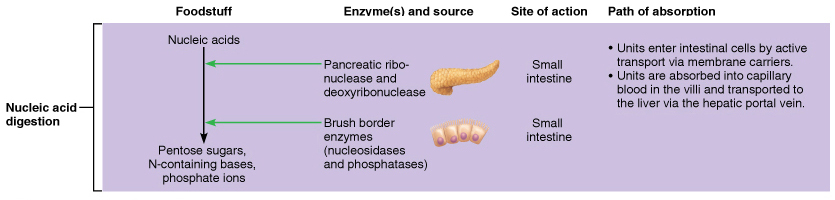 Foodstuff
Enzyme(s) and source
Site of action
Path of absorption
Nucleic acid
digestion
Nucleic acids
Pentose sugars,
N-containing bases,
phosphate ions
Pancreatic ribo-
nuclease and
deoxyribonuclease
Brush border
enzymes
(nucleosidases
and phosphatases)
Small
intestine
Small
intestine
• Units enter intestinal cells by active
transport via membrane carriers.
• Units are absorbed into capillary
blood in the villi and transported to
the liver via the hepatic portal vein.